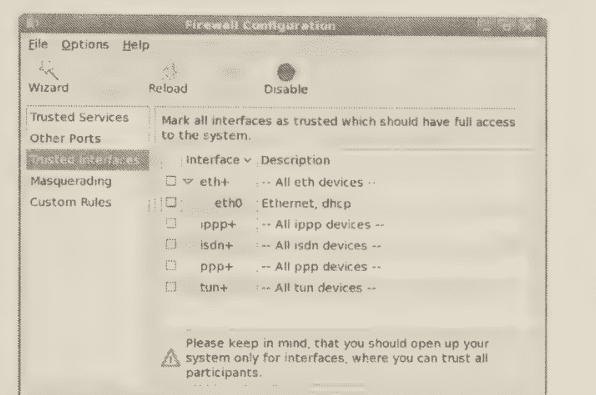 Firewall Configuration
File Options Help
Wizard Reload Disable
Trusted Services
Other Ports
Trusted Interfaces
Masquerading
Custom Rules
Mark all interfaces as trusted which should have full access
to the system.
Interface Description
eth+ -- All eth devices --
eth0 Ethernet, dhcp
ippp+ -- All ippp devices --
isdn+ -- All isdn devices --
ppp+ -- All ppp devices --
tun+ -- All tun devices --
Please keep in mind, that you should open up your
system only for interfaces, where you can trust all
participants.